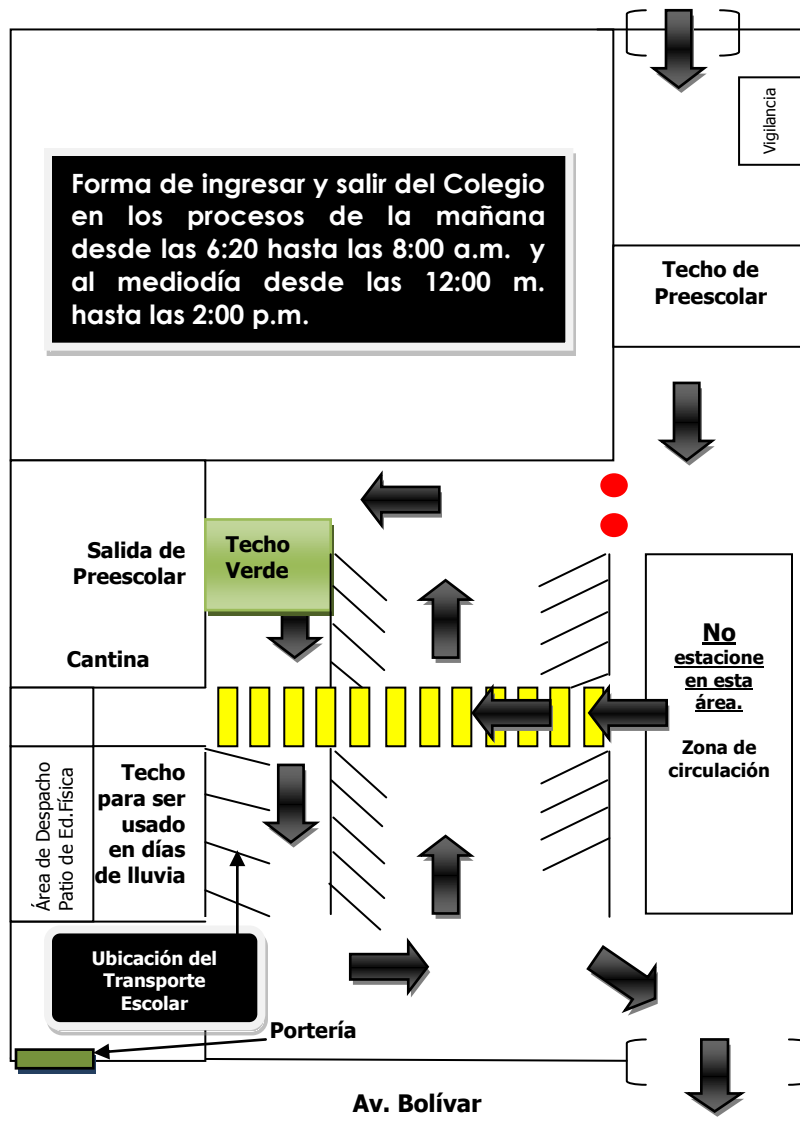 Vigilancia
Forma de ingresar y salir del Colegio
en los procesos de la mañana
desde las 6:20 hasta las 8:00 a.m. y
al mediodía desde las 12:00 m.
hasta las 2:00 p.m.
Techo de
Preescolar
Salida de
Preescolar
Techo
Verde
Cantina
No
estacione
en esta
área.
Zona de
circulación
Área de Despacho
Patio de Ed.Física
Techo
para ser
usado
en días
de lluvia
Ubicación del
Transporte
Escolar
Portería
Av. Bolívar